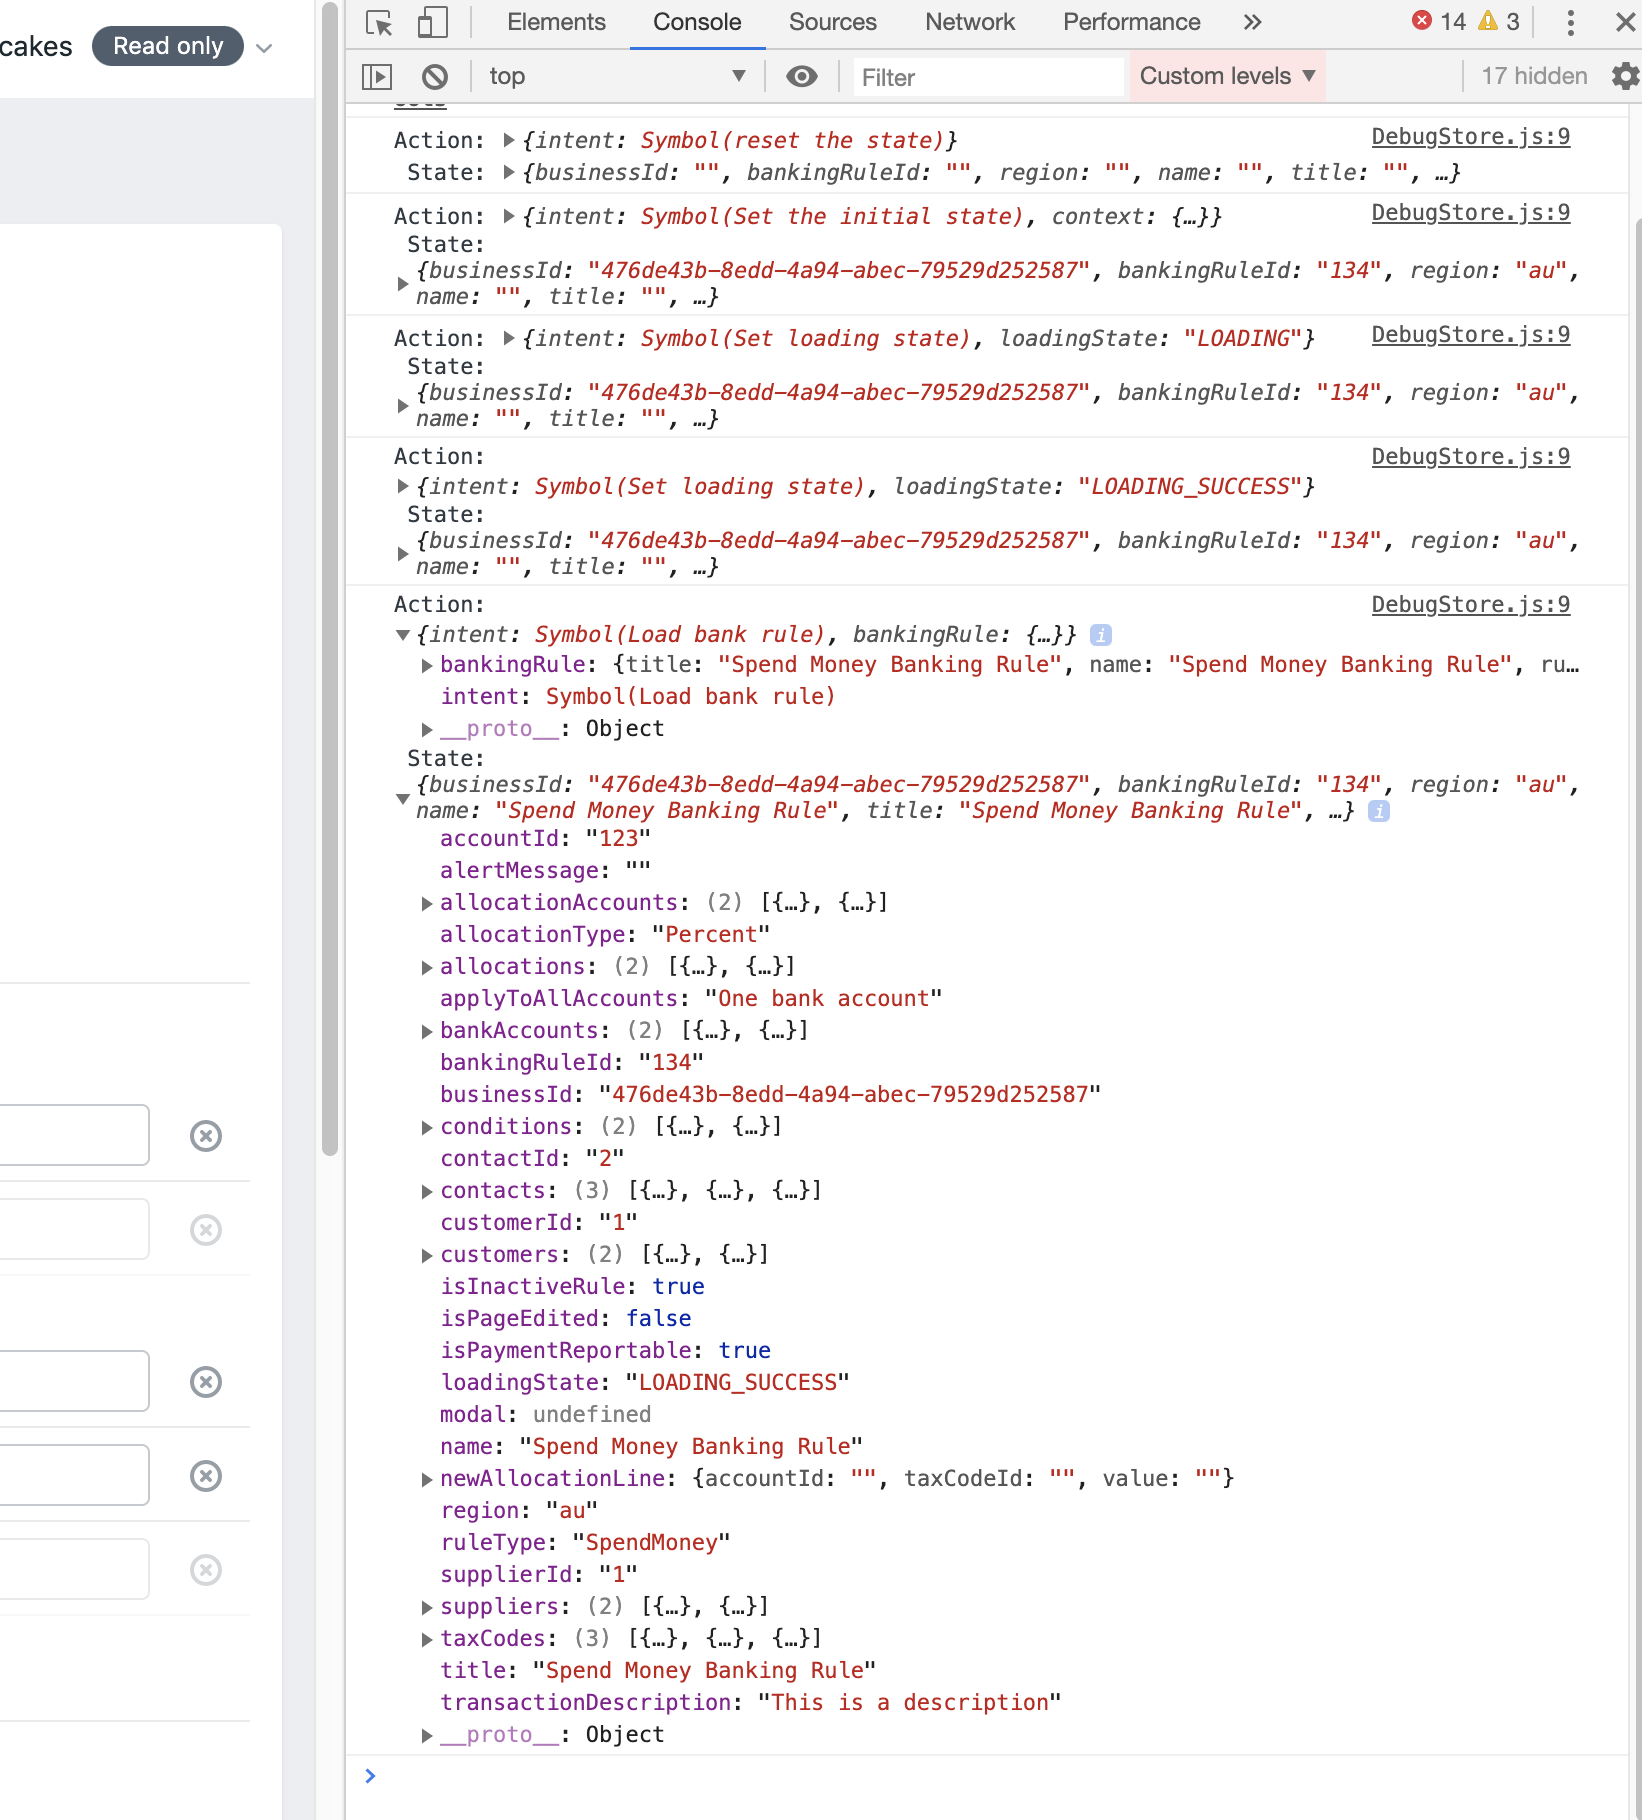 cakes Read only
Elements Console Sources Network Performance » 14 3
top Filter Custom levels ▼ 17 hidden
Action: {intent: Symbol(reset the state)} DebugStore.js:9
State: {businessId: "", bankingRuleId: "", region: "", name: "", title: "", …}
Action: {intent: Symbol(Set the initial state), context: {…}} DebugStore.js:9
State:
{businessId: "476de43b-8edd-4a94-abec-79529d252587", bankingRuleId: "134", region: "au",
name: "", title: "", …}
Action: {intent: Symbol(Set loading state), loadingState: "LOADING"} DebugStore.js:9
State:
{businessId: "476de43b-8edd-4a94-abec-79529d252587", bankingRuleId: "134", region: "au",
name: "", title: "", …}
Action: DebugStore.js:9
{intent: Symbol(Set loading state), loadingState: "LOADING_SUCCESS"}
State:
{businessId: "476de43b-8edd-4a94-abec-79529d252587", bankingRuleId: "134", region: "au",
name: "", title: "", …}
Action: DebugStore.js:9
{intent: Symbol(Load bank rule), bankingRule: {…}} i
bankingRule: {title: "Spend Money Banking Rule", name: "Spend Money Banking Rule", ru…
intent: Symbol(Load bank rule)
__proto__: Object
State:
{businessId: "476de43b-8edd-4a94-abec-79529d252587", bankingRuleId: "134", region: "au",
name: "Spend Money Banking Rule", title: "Spend Money Banking Rule", …} i
accountId: "123"
alertMessage: ""
allocationAccounts: (2) [{…}, {…}]
allocationType: "Percent"
allocations: (2) [{…}, {…}]
applyToAllAccounts: "One bank account"
bankAccounts: (2) [{…}, {…}]
bankingRuleId: "134"
businessId: "476de43b-8edd-4a94-abec-79529d252587"
conditions: (2) [{…}, {…}]
contactId: "2"
contacts: (3) [{…}, {…}, {…}]
customerId: "1"
customers: (2) [{…}, {…}]
isInactiveRule: true
isPageEdited: false
isPaymentReportable: true
loadingState: "LOADING_SUCCESS"
modal: undefined
name: "Spend Money Banking Rule"
newAllocationLine: {accountId: "", taxCodeId: "", value: ""}
region: "au"
ruleType: "SpendMoney"
supplierId: "1"
suppliers: (2) [{…}, {…}]
taxCodes: (3) [{…}, {…}, {…}]
title: "Spend Money Banking Rule"
transactionDescription: "This is a description"
__proto__: Object